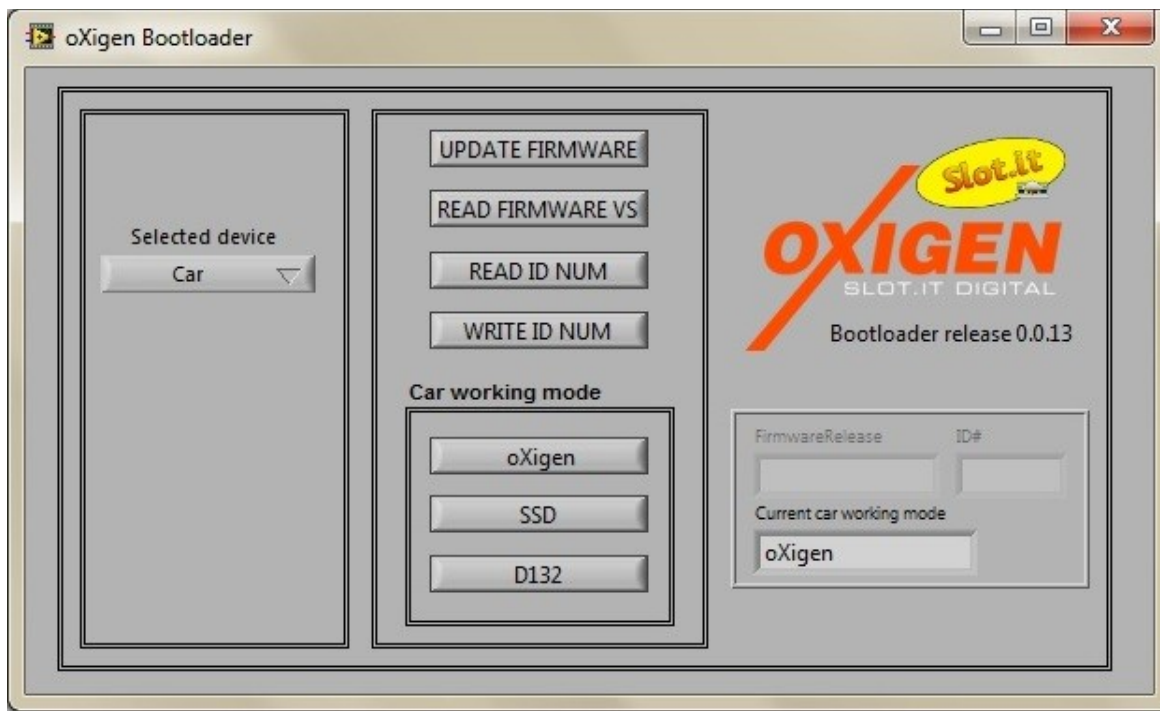 oXigen Bootloader
Selected device
Car
UPDATE FIRMWARE
READ FIRMWARE VS
READ ID NUM
WRITE ID NUM
Car working mode
oXigen
SSD
D132
Slot.it
OXIGEN
SLOT.IT DIGITAL
Bootloader release 0.0.13
FirmwareRelease ID#
Current car working mode
oXigen